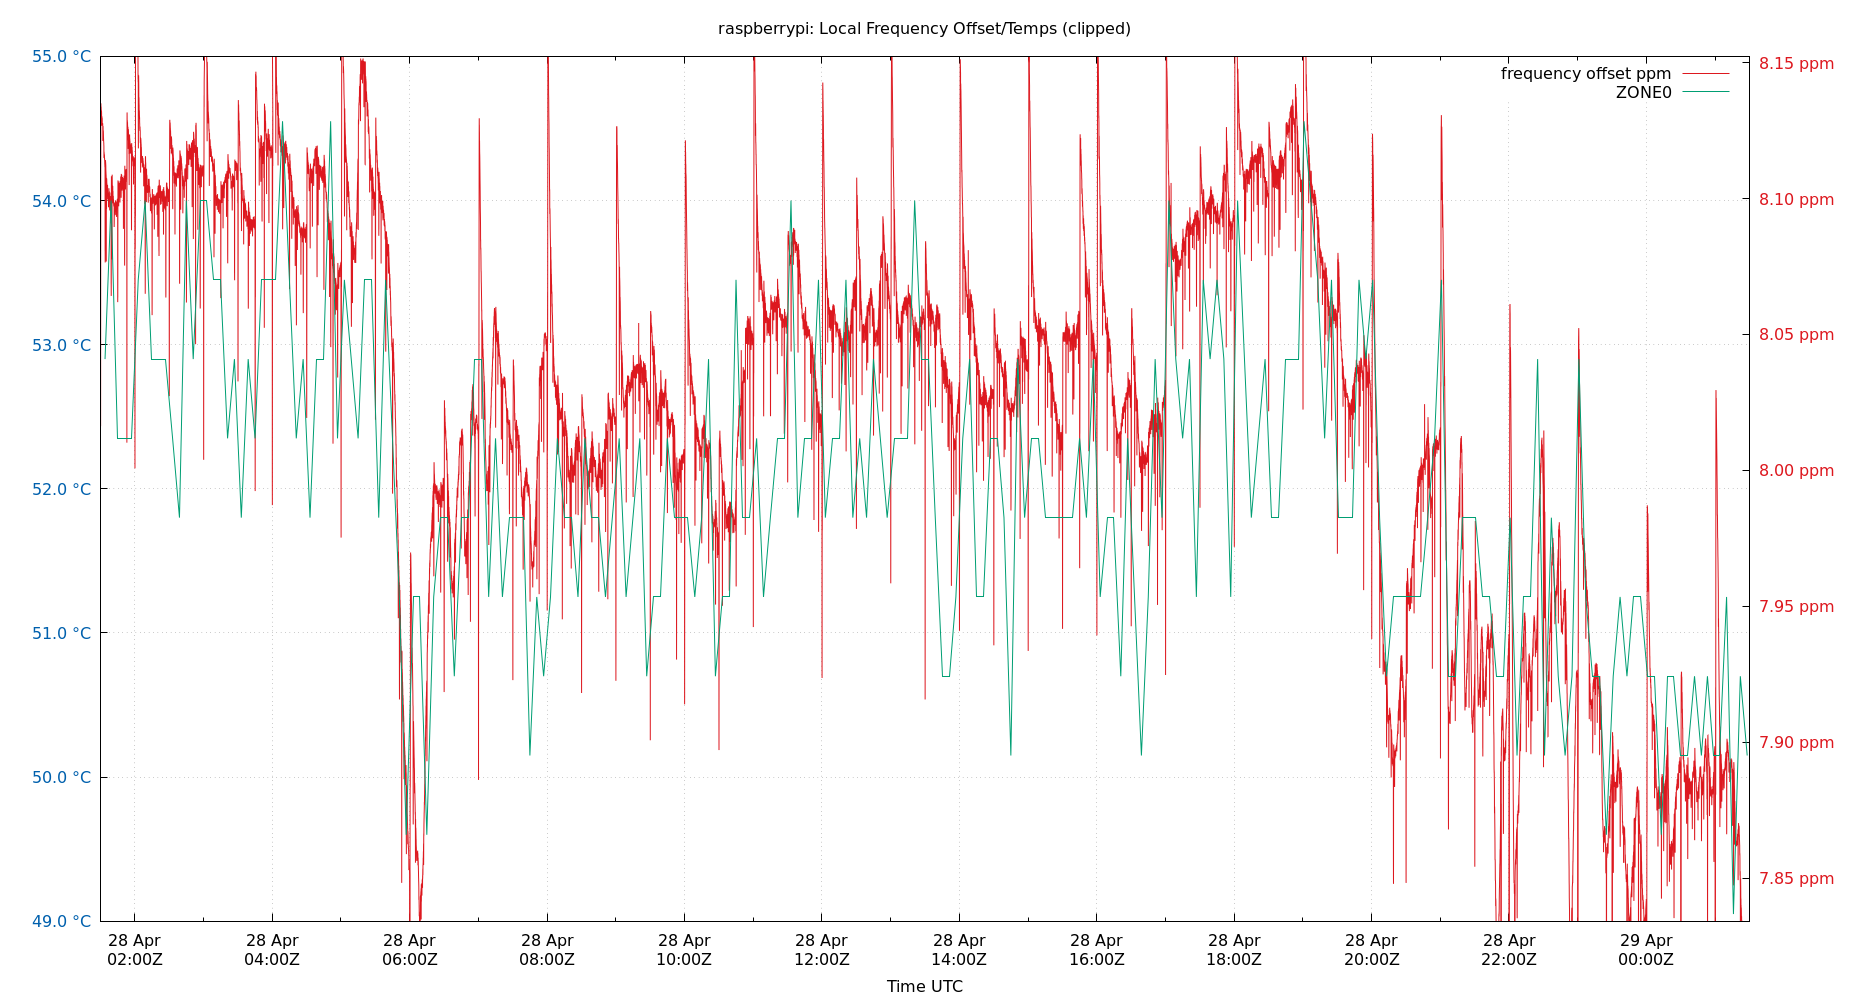 raspberrypi: Local Frequency Offset/Temps (clipped)
frequency offset ppm
ZONE0
55.0 °C
54.0 °C
53.0 °C
52.0 °C
51.0 °C
50.0 °C
49.0 °C
8.15 ppm
8.10 ppm
8.05 ppm
8.00 ppm
7.95 ppm
7.90 ppm
7.85 ppm
28 Apr
02:00Z
28 Apr
04:00Z
28 Apr
06:00Z
28 Apr
08:00Z
28 Apr
10:00Z
28 Apr
12:00Z
28 Apr
14:00Z
28 Apr
16:00Z
28 Apr
18:00Z
28 Apr
20:00Z
28 Apr
22:00Z
29 Apr
00:00Z
Time UTC